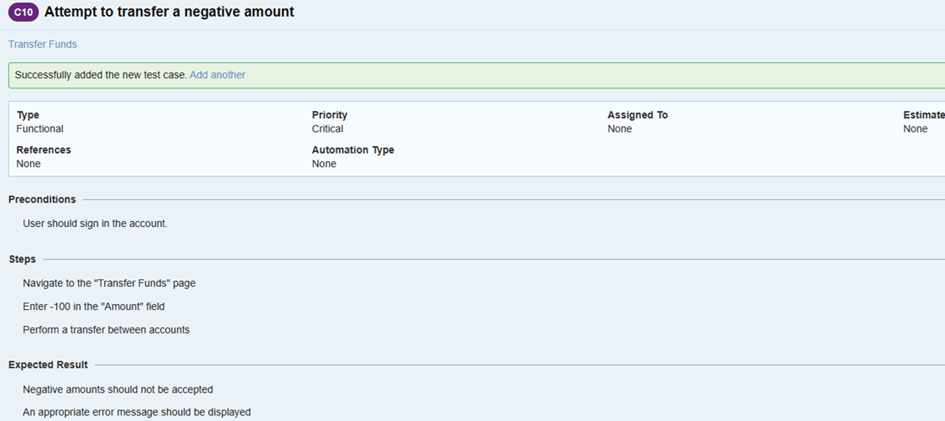 C10 Attempt to transfer a negative amount
Transfer Funds
Successfully added the new test case. Add another
Type Priority Assigned To Estimate
Functional Critical None None
References Automation Type
None None
Preconditions
User should sign in the account.
Steps
Navigate to the "Transfer Funds" page
Enter -100 in the "Amount" field
Perform a transfer between accounts
Expected Result
Negative amounts should not be accepted
An appropriate error message should be displayed